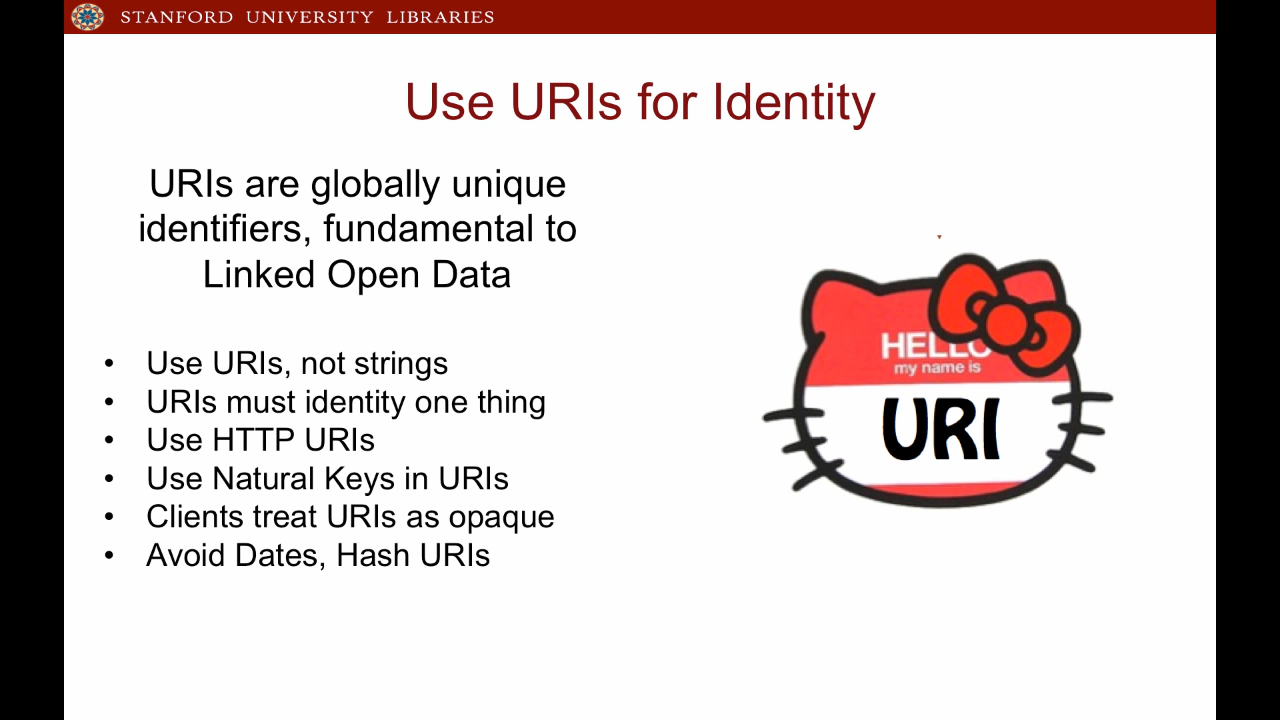 STANFORD UNIVERSITY LIBRARIES
Use URIs for Identity
URIs are globally unique
identifiers, fundamental to
Linked Open Data
• Use URIs, not strings
• URIs must identity one thing
• Use HTTP URIs
• Use Natural Keys in URIs
• Clients treat URIs as opaque
• Avoid Dates, Hash URIs
HELLO
my name is
URI